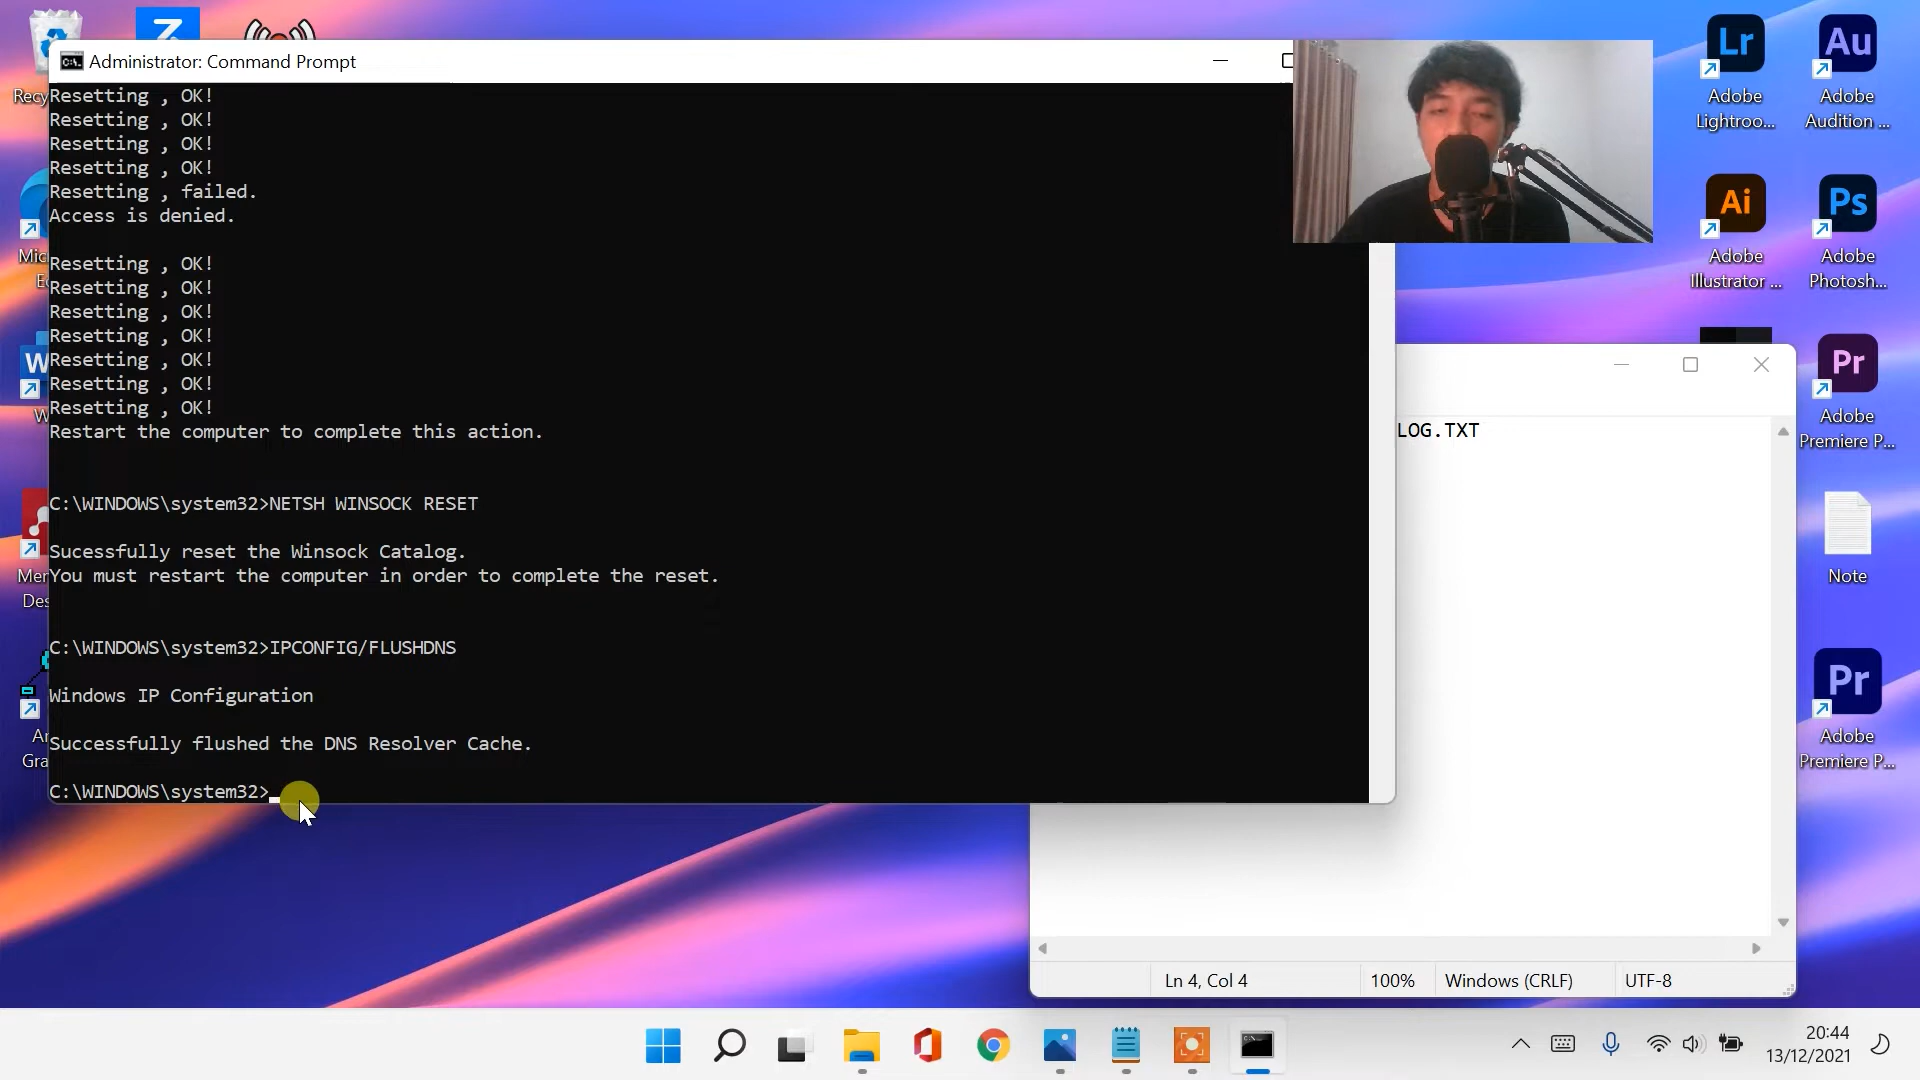 Administrator: Command Prompt
Resetting , OK!
Resetting , OK!
Resetting , OK!
Resetting , OK!
Resetting , failed.
Access is denied.
Resetting , OK!
Resetting , OK!
Resetting , OK!
Resetting , OK!
Resetting , OK!
Resetting , OK!
Resetting , OK!
Restart the computer to complete this action.
C:\WINDOWS\system32>NETSH WINSOCK RESET
Sucessfully reset the Winsock Catalog.
You must restart the computer in order to complete the reset.
C:\WINDOWS\system32>IPCONFIG/FLUSHDNS
Windows IP Configuration
Successfully flushed the DNS Resolver Cache.
C:\WINDOWS\system32>
LOG.TXT
Ln 4, Col 4
100%
Windows (CRLF)
UTF-8
Lr
Adobe
Lightroo...
Au
Adobe
Audition ...
Ai
Adobe
Illustrator ...
Ps
Adobe
Photosh...
Pr
Adobe
Premiere P...
Note
Pr
Adobe
Premiere P...
20:44
13/12/2021